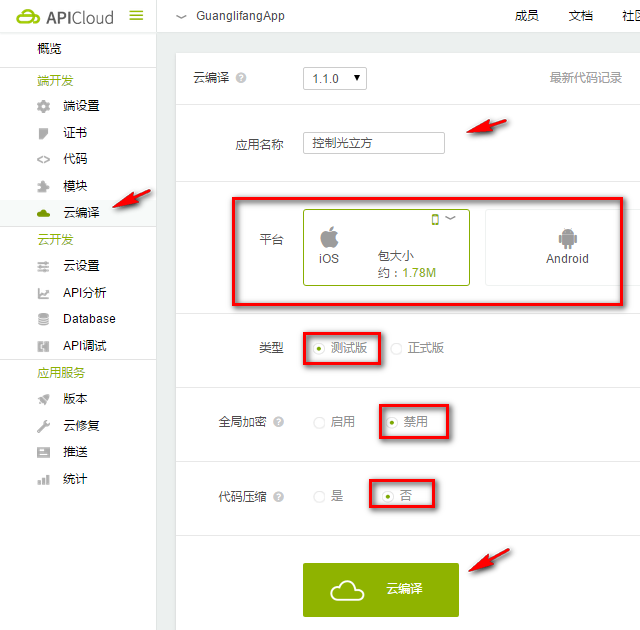 APICloud
GuanglifangApp
成员
文档
社区
概览
端开发
端设置
证书
代码
模块
云编译
云开发
云设置
API分析
Database
API调试
应用服务
版本
云修复
推送
统计
云编译 ?
1.1.0
最新代码记录
应用名称
控制光立方
平台
iOS
包大小
约：1.78M
Android
类型
测试版
正式版
全局加密 ?
启用
禁用
代码压缩 ?
是
否
云编译